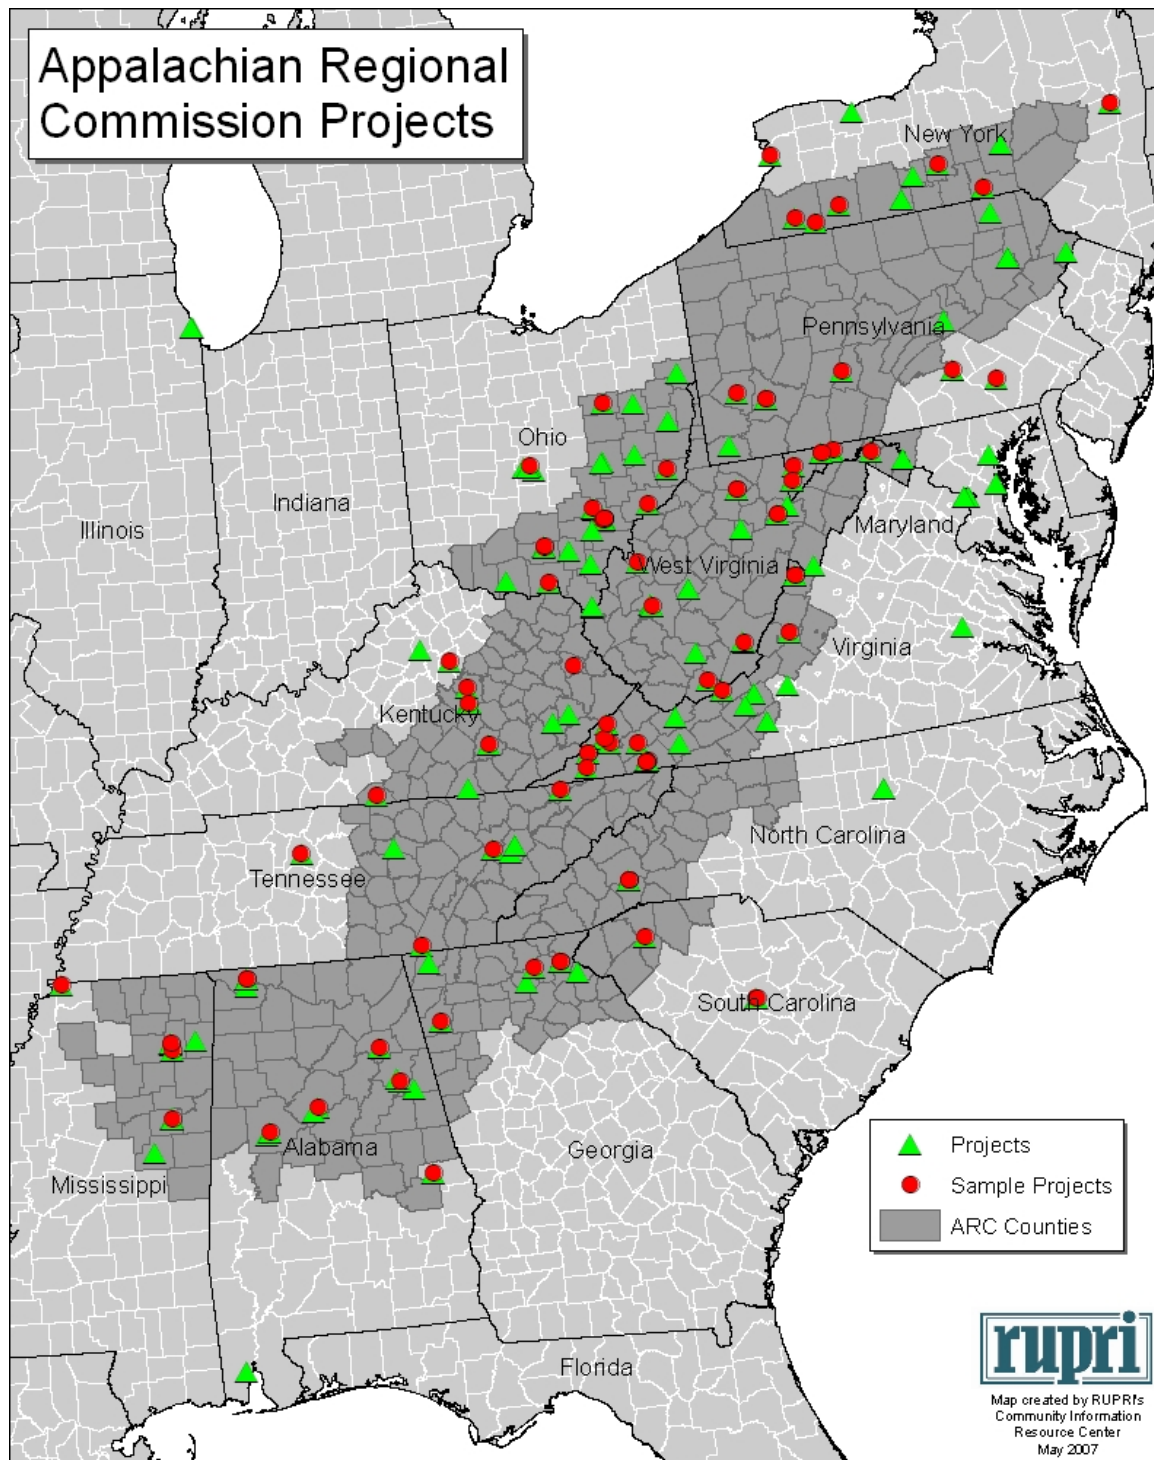 Appalachian Regional
Commission Projects
New York
Pennsylvania
Ohio
Indiana
Illinois
Maryland
West Virginia
Virginia
Kentucky
North Carolina
Tennessee
South Carolina
Georgia
Alabama
Mississippi
Florida
Projects
Sample Projects
ARC Counties
rupri
Map created by RUPRI's
Community Information
Resource Center
May 2007